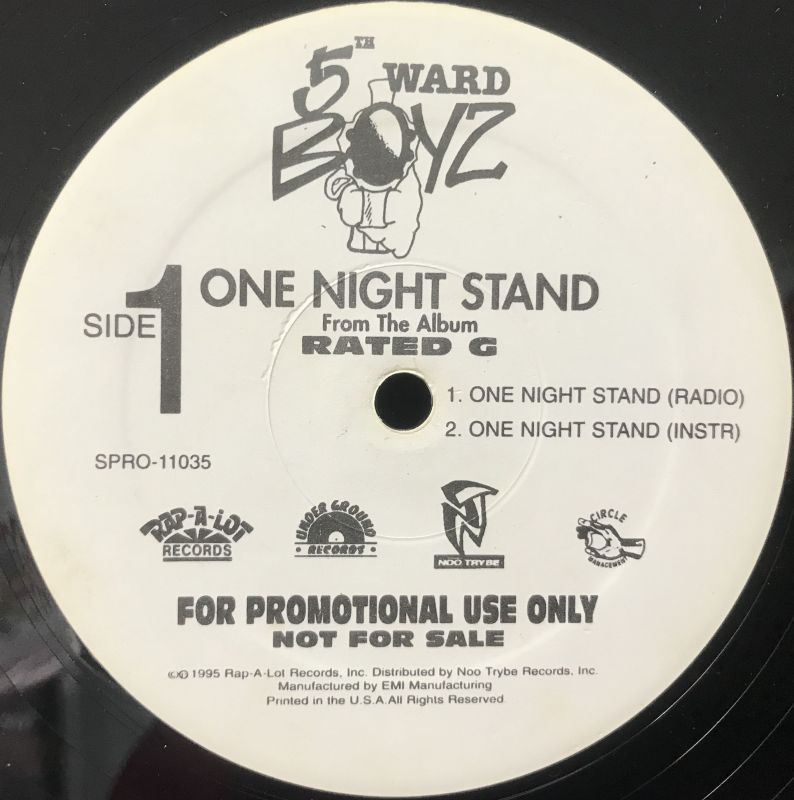 5TH WARD
BOYZ
SIDE 1
ONE NIGHT STAND
From The Album
RATED G
1. ONE NIGHT STAND (RADIO)
2. ONE NIGHT STAND (INSTR)
SPRO-11035
RAP-A-LOT
RECORDS
UNDER GROUND
RECORDS
NOO TRYBE
CIRCLE
MANAGEMENT
FOR PROMOTIONAL USE ONLY
NOT FOR SALE
©℗ 1995 Rap-A-Lot Records, Inc. Distributed by Noo Trybe Records, Inc.
Manufactured by EMI Manufacturing
Printed in the U.S.A. All Rights Reserved.